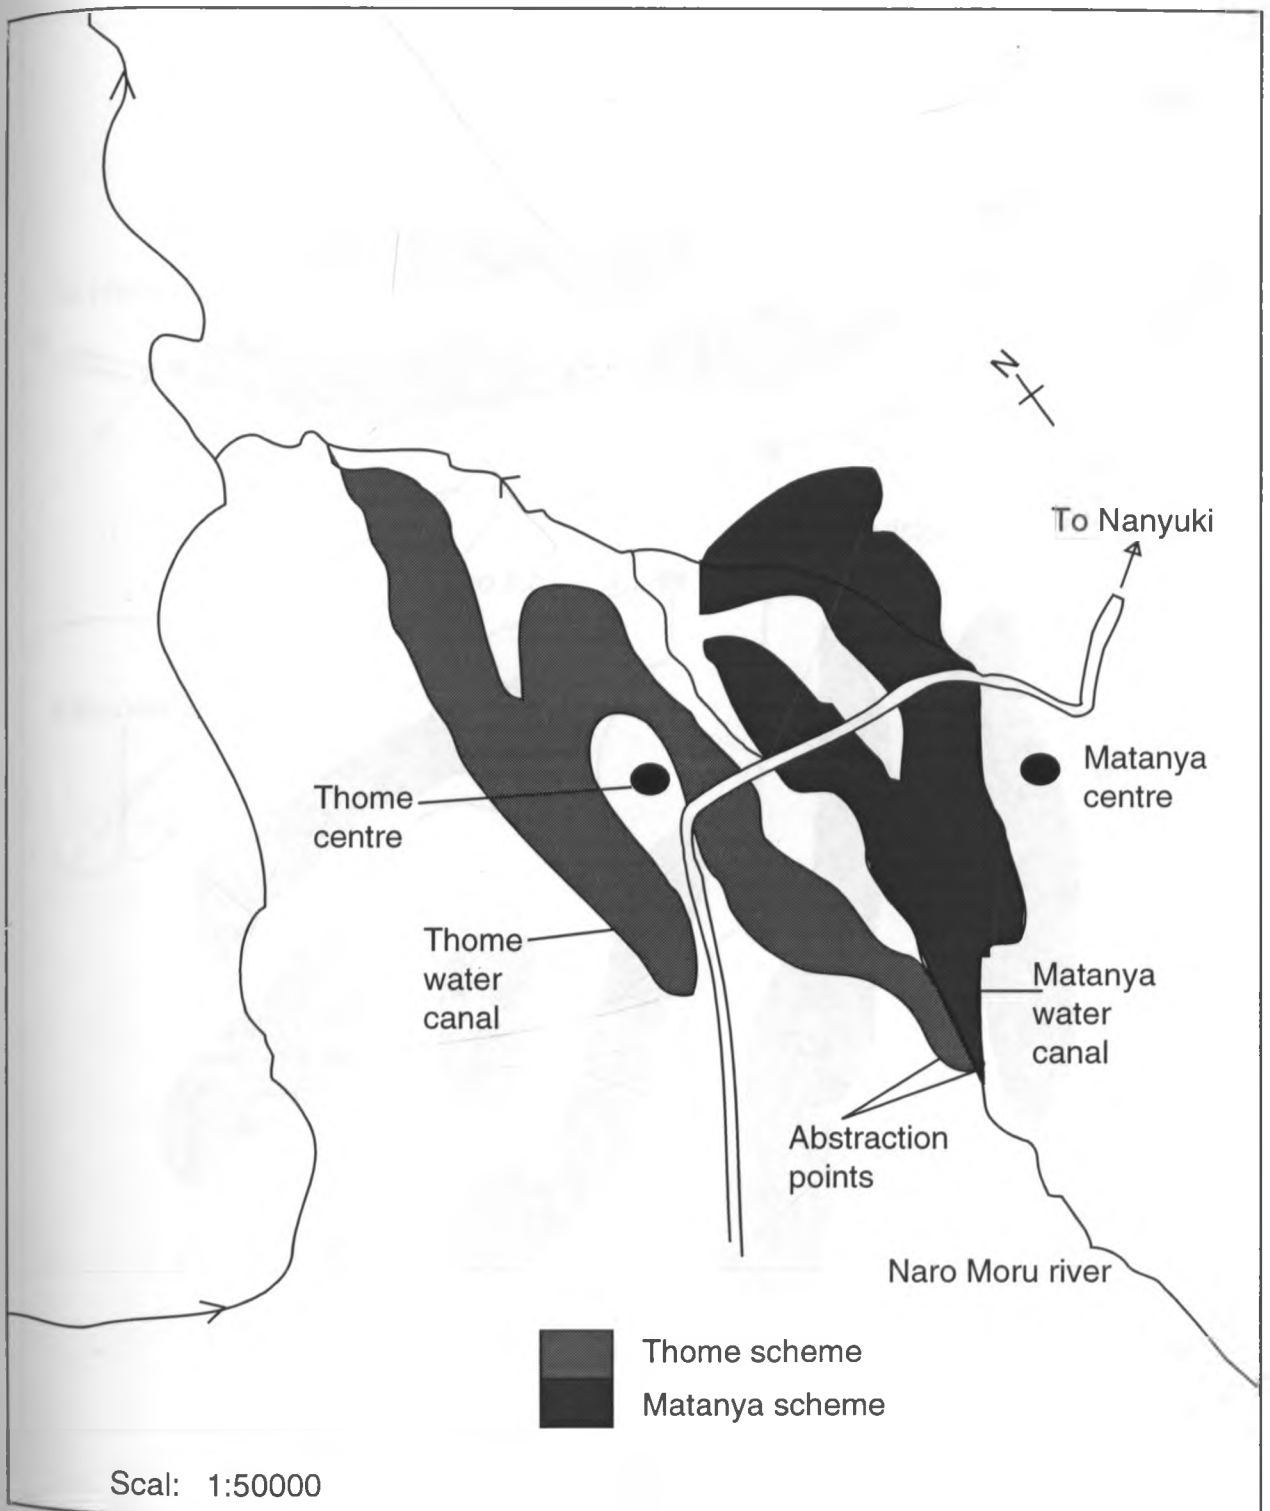 N
To Nanyuki
Matanya
centre
Thome
centre
Thome
water
canal
Matanya
water
canal
Abstraction
points
Naro Moru river
Thome scheme
Matanya scheme
Scal: 1:50000